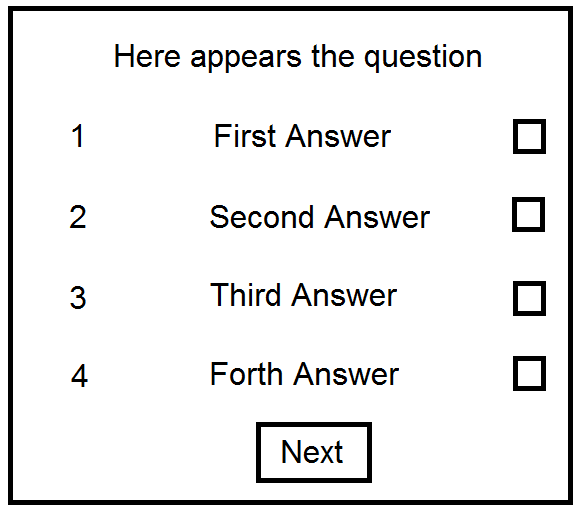 Here appears the question
1 First Answer
2 Second Answer
3 Third Answer
4 Forth Answer
Next